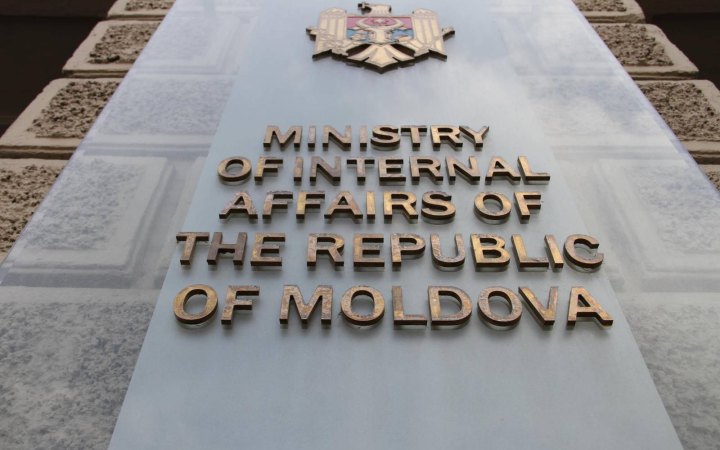 MINISTRY
OF INTERNAL
AFFAIRS OF
THE REPUBLIC
OF MOLDOVA